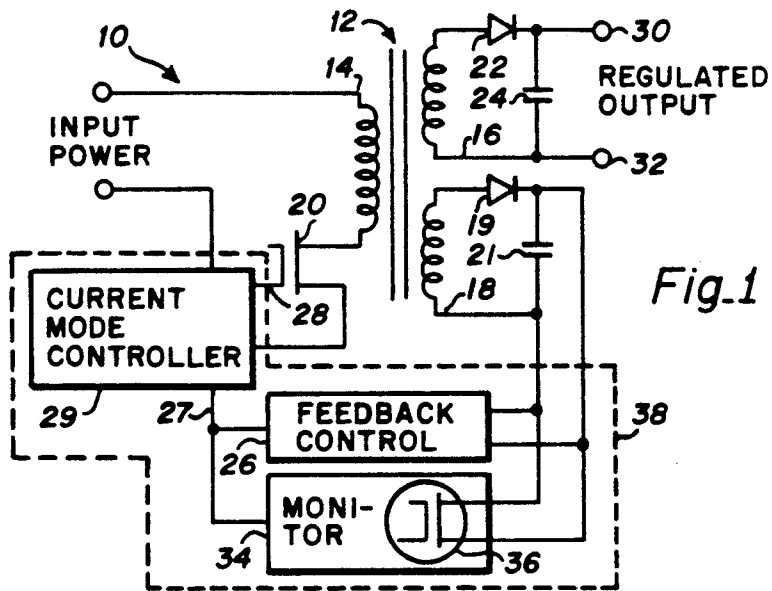 10
12
14
30
22
24
REGULATED
OUTPUT
INPUT
POWER
16
32
20
19
21
18
28
Fig_1
CURRENT
MODE
CONTROLLER
29
27
FEEDBACK
CONTROL
26
38
MONI-
TOR
34
36